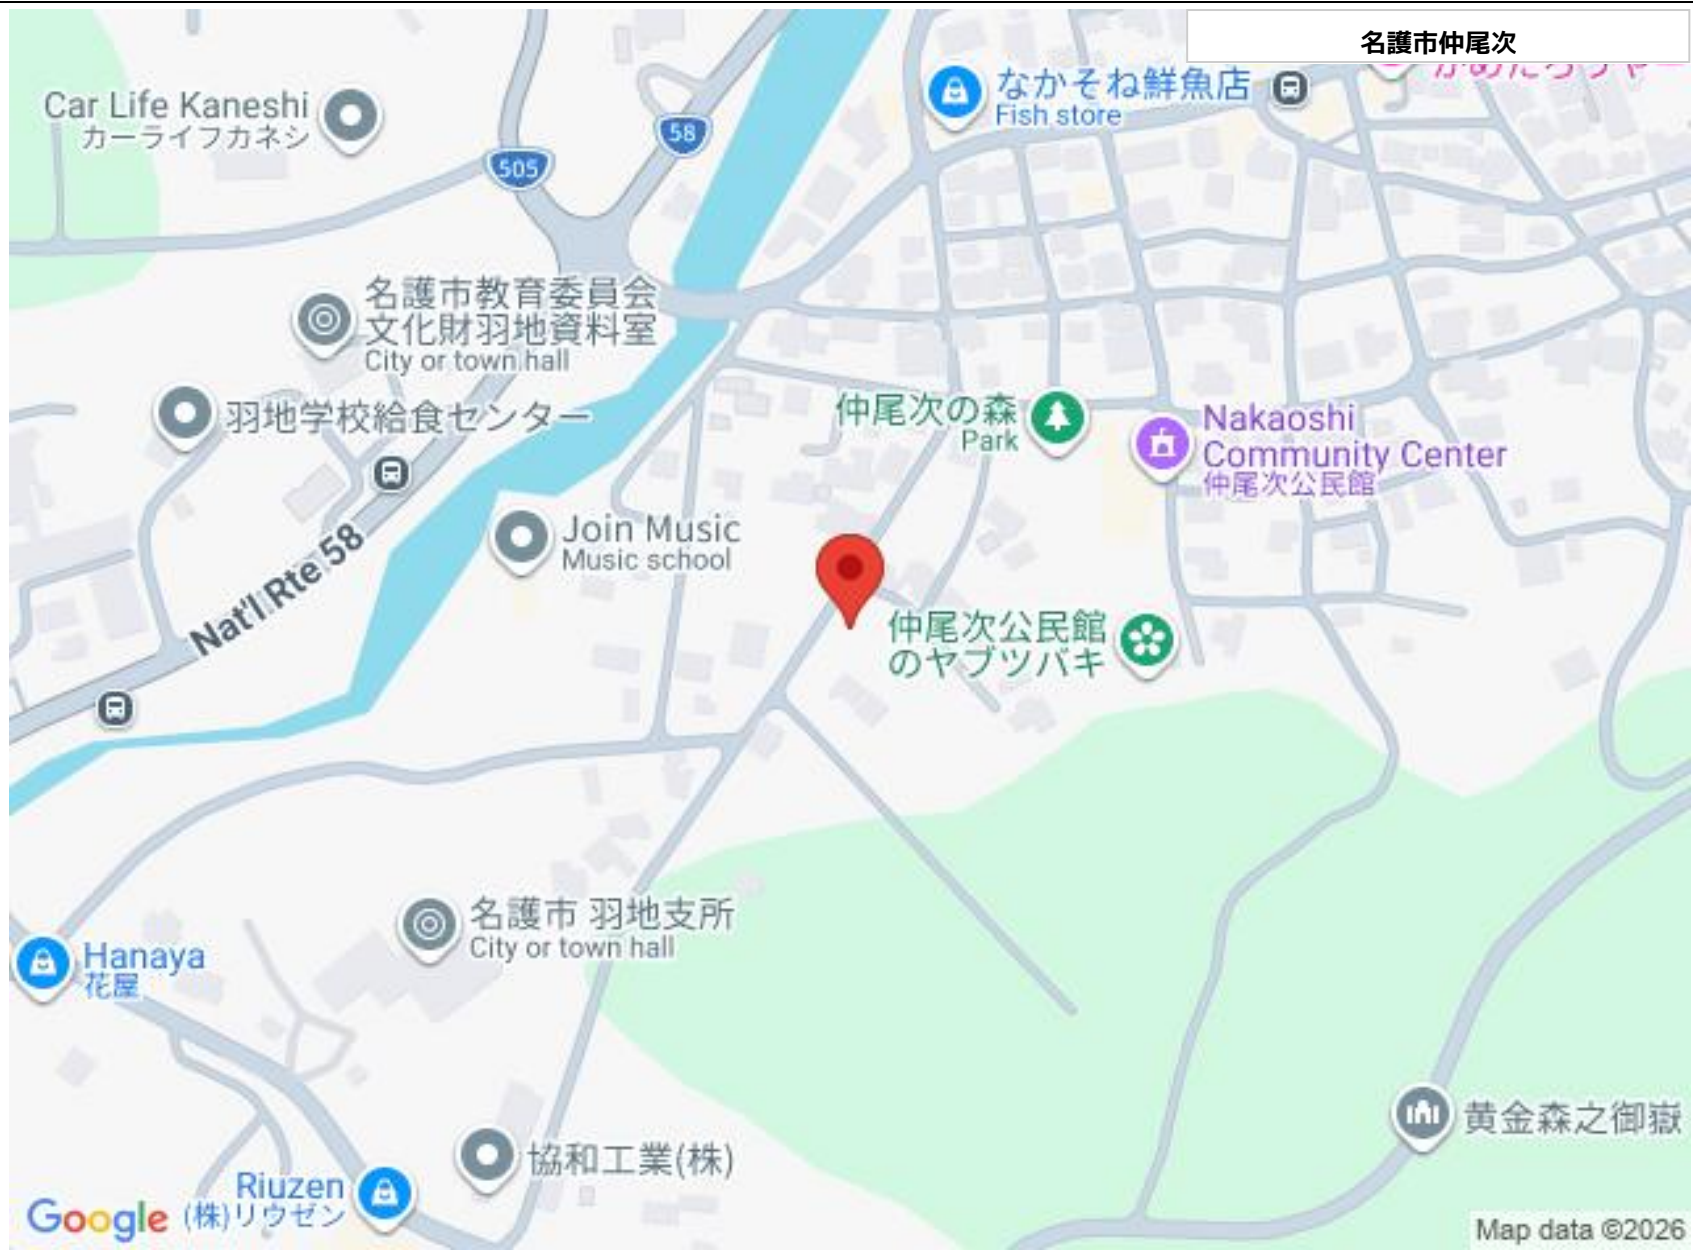 名護市仲尾次
なかそね鮮魚店
Fish store
Car Life Kaneshi
カーライフカネシ
58
505
名護市教育委員会
文化財羽地資料室
City or town hall
羽地学校給食センター
仲尾次の森
Park
Nakaoshi
Community Center
仲尾次公民館
Join Music
Music school
Nat'l Rte 58
仲尾次公民館
のヤブツバキ
名護市 羽地支所
City or town hall
Hanaya
花屋
黄金森之御嶽
協和工業(株)
Riuzen
(株)リウゼン
Google
Map data ©2026